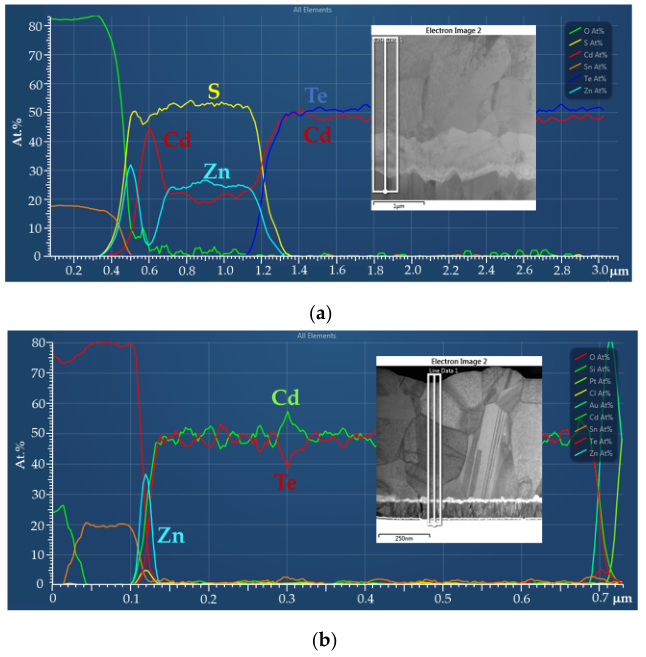 All Elements
80
70
60
50
40
30
20
10
0
At.%
S
Cd
Zn
Te
Cd
Electron Image 2
1µm
O At%
S At%
Cd At%
Sn At%
Te At%
Zn At%
0.2 0.4 0.6 0.8 1.0 1.2 1.4 1.6 1.8 2.0 2.2 2.4 2.6 2.8 3.0 µm
(a)
All Elements
80
70
60
50
40
30
20
10
0
At.%
Cd
Te
Zn
Electron Image 2
Line Data 1
250nm
O At%
Si At%
Pt At%
Cl At%
Au At%
Cd At%
Sn At%
Te At%
Zn At%
0 0.1 0.2 0.3 0.4 0.5 0.6 0.7 µm
(b)